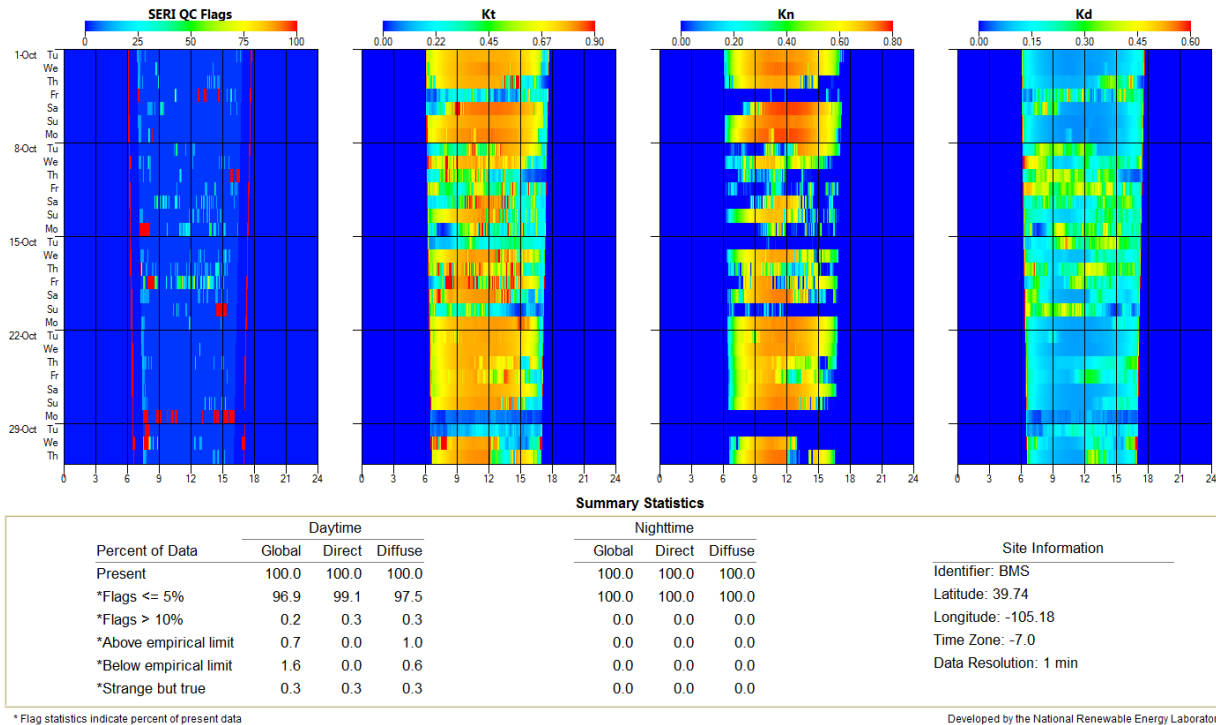 SERI QC Flags Kt Kn Kd
0 25 50 75 100 0.00 0.22 0.45 0.67 0.90 0.00 0.20 0.40 0.60 0.80 0.00 0.15 0.30 0.45 0.60
1-Oct Tu
We
Th
Fr
Sa
Su
Mo
8-Oct Tu
We
Th
Fr
Sa
Su
Mo
15-Oct Tu
We
Th
Fr
Sa
Su
Mo
22-Oct Tu
We
Th
Fr
Sa
Su
Mo
29-Oct Tu
We
Th
0 3 6 9 12 15 18 21 24 0 3 6 9 12 15 18 21 24 0 3 6 9 12 15 18 21 24 0 3 6 9 12 15 18 21 24
Summary Statistics
Daytime Nighttime
Percent of Data Global Direct Diffuse Global Direct Diffuse Site Information
Present 100.0 100.0 100.0 100.0 100.0 100.0 Identifier: BMS
*Flags <= 5% 96.9 99.1 97.5 100.0 100.0 100.0 Latitude: 39.74
*Flags > 10% 0.2 0.3 0.3 0.0 0.0 0.0 Longitude: -105.18
*Above empirical limit 0.7 0.0 1.0 0.0 0.0 0.0 Time Zone: -7.0
*Below empirical limit 1.6 0.0 0.6 0.0 0.0 0.0 Data Resolution: 1 min
*Strange but true 0.3 0.3 0.3 0.0 0.0 0.0
* Flag statistics indicate percent of present data Developed by the National Renewable Energy Laborator